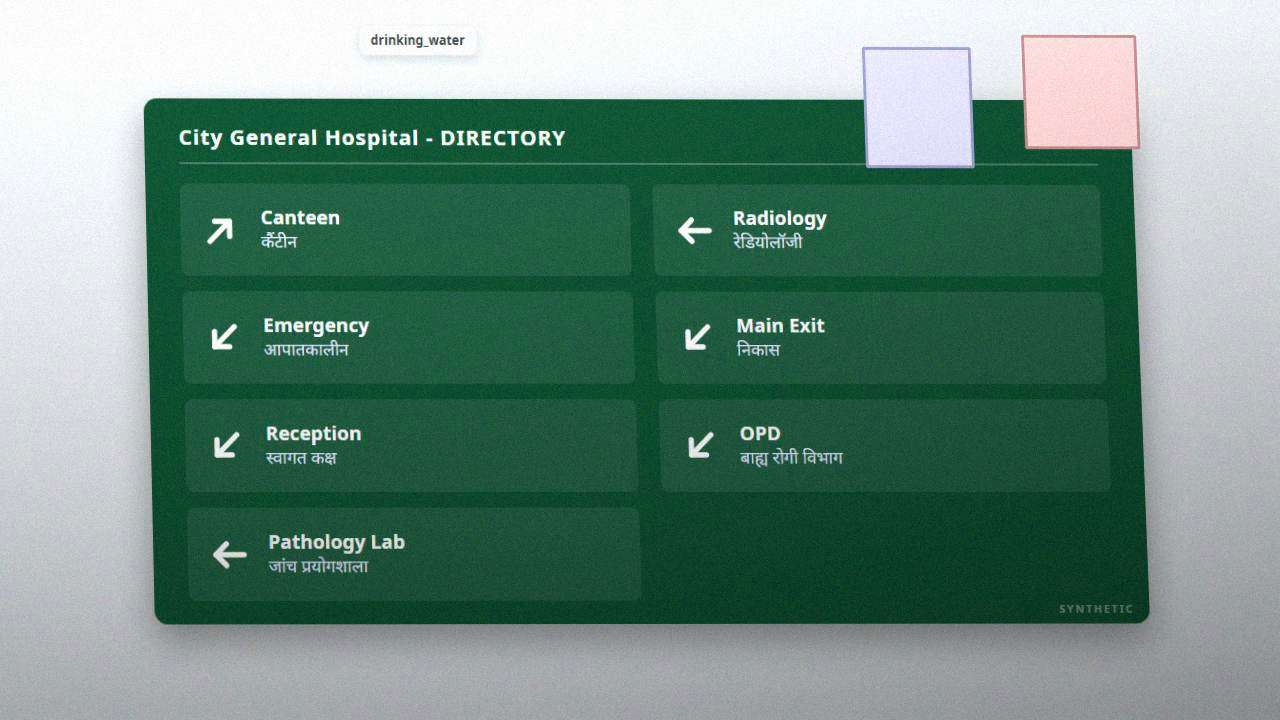 drinking_water
City General Hospital - DIRECTORY
Canteen
कैंटीन
Radiology
रेडियोलॉजी
Emergency
आपातकालीन
Main Exit
निकास
Reception
स्वागत कक्ष
OPD
बाह्य रोगी विभाग
Pathology Lab
जांच प्रयोगशाला
SYNTHETIC